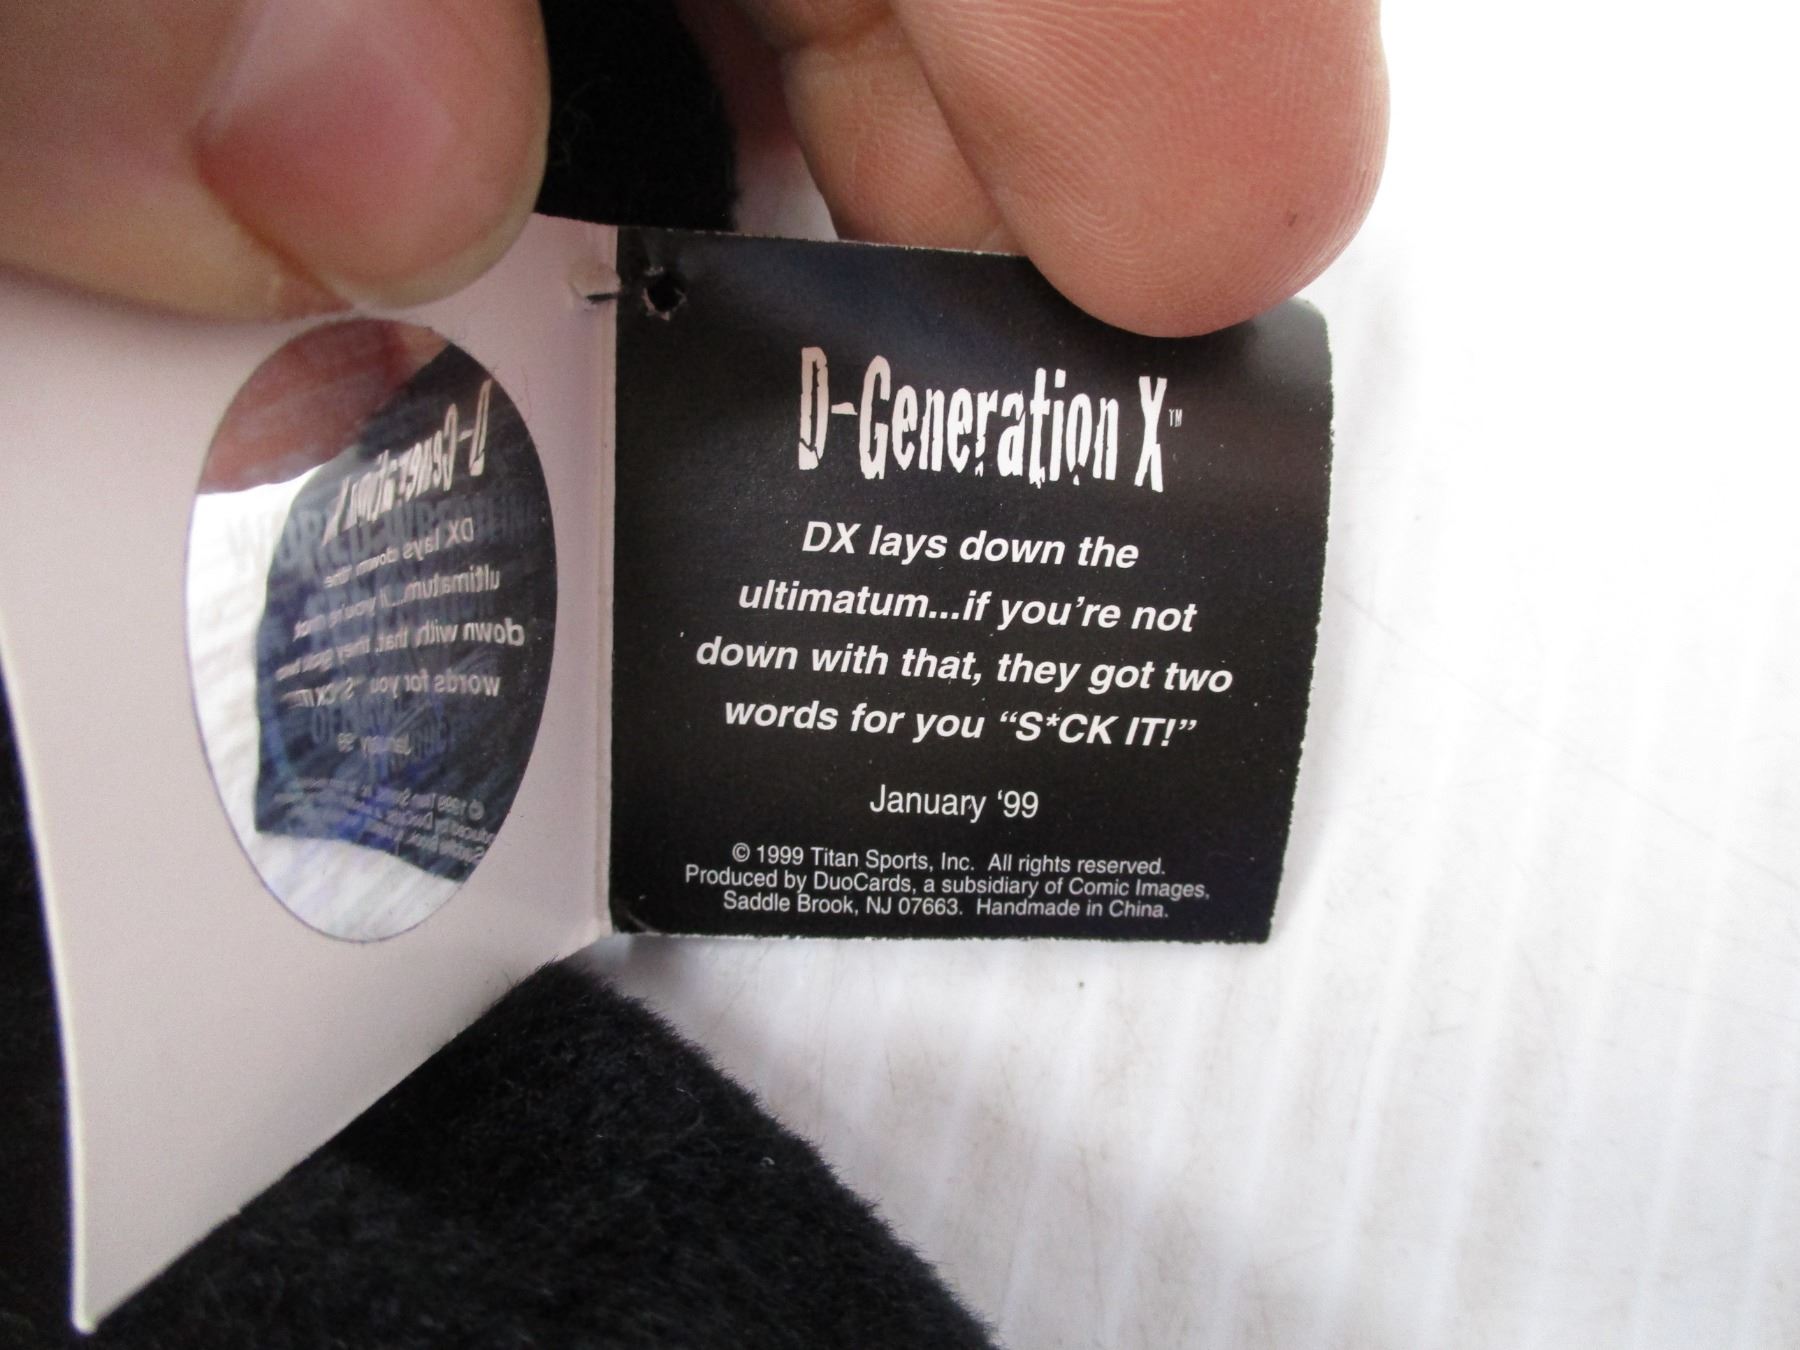 D-Generation X™
DX lays down the
ultimatum...if you're not
down with that, they got two
words for you “S*CK IT!”
January ‘99
© 1999 Titan Sports, Inc. All rights reserved.
Produced by DuoCards, a subsidiary of Comic Images,
Saddle Brook, NJ 07663. Handmade in China.